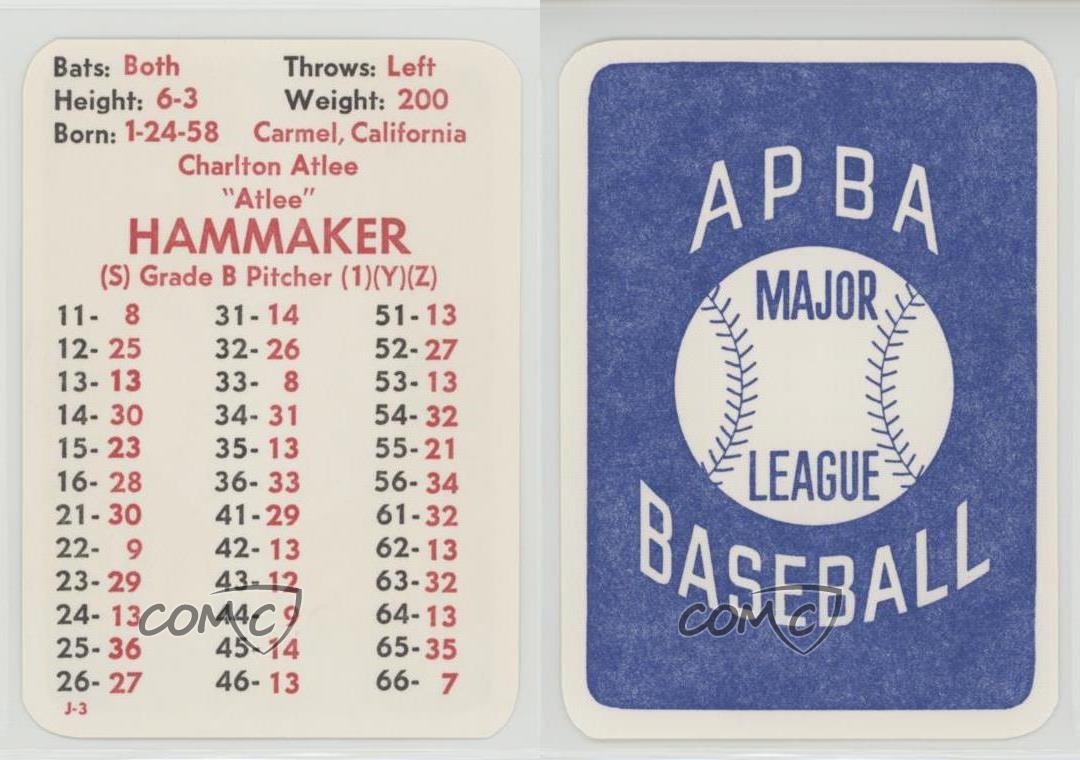 Bats: Both Throws: Left
Height: 6-3 Weight: 200
Born: 1-24-58 Carmel, California
Charlton Atlee
"Atlee"
HAMMAKER
(S) Grade B Pitcher (1)(Y)(Z)
11- 8 31- 14 51- 13
12- 25 32- 26 52- 27
13- 13 33- 8 53- 13
14- 30 34- 31 54- 32
15- 23 35- 13 55- 21
16- 28 36- 33 56- 34
21- 30 41- 29 61- 32
22- 9 42- 13 62- 13
23- 29 43- 12 63- 32
24- 13 44- 9 64- 13
25- 36 45- 14 65- 35
26- 27 46- 13 66- 7
J-3
COMC
APBA
MAJOR
LEAGUE
BASEBALL
COMC